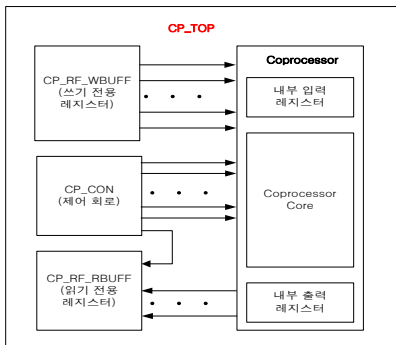 CP_TOP
CP_RF_WBUFF
(쓰기 전용
레지스터)
CP_CON
(제어 회로)
CP_RF_RBUFF
(읽기 전용
레지스터)
Coprocessor
내부 입력
레지스터
Coprocessor
Core
내부 출력
레지스터